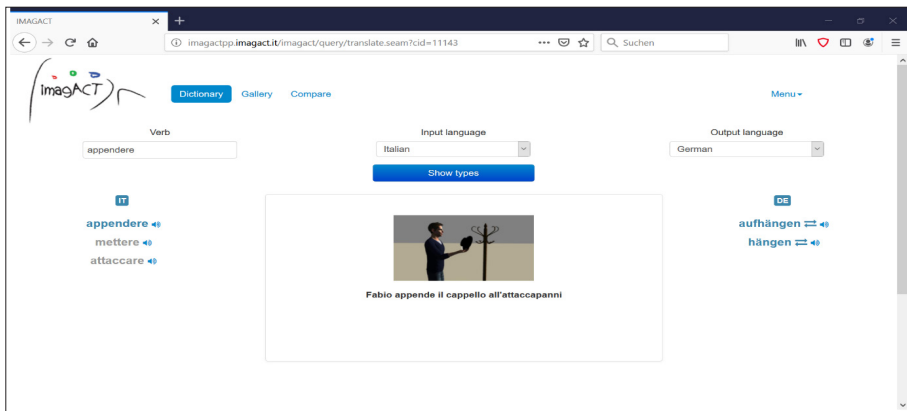 IMAGACT
imagactpp.imagact.it/imagact/query/translate.seam?cid=11143
Suchen
imagACT
Dictionary Gallery Compare Menu
Verb Input language Output language
appendere Italian German
Show types
IT DE
appendere aufhängen
mettere hängen
attaccare
Fabio appende il cappello all'attaccapanni